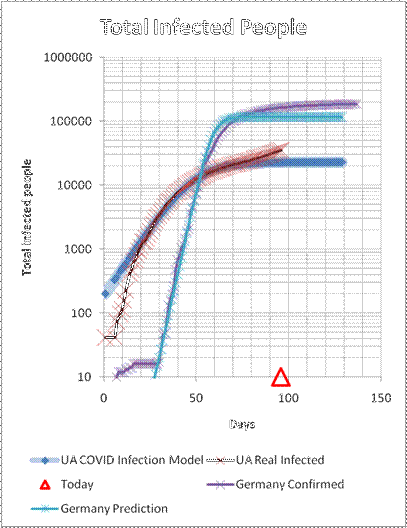 Total Infected People
1000000
100000
10000
1000
100
10
0 50 100 150
Total infected people
Days
UA COVID Infection Model UA Real Infected
Today Germany Confirmed
Germany Prediction